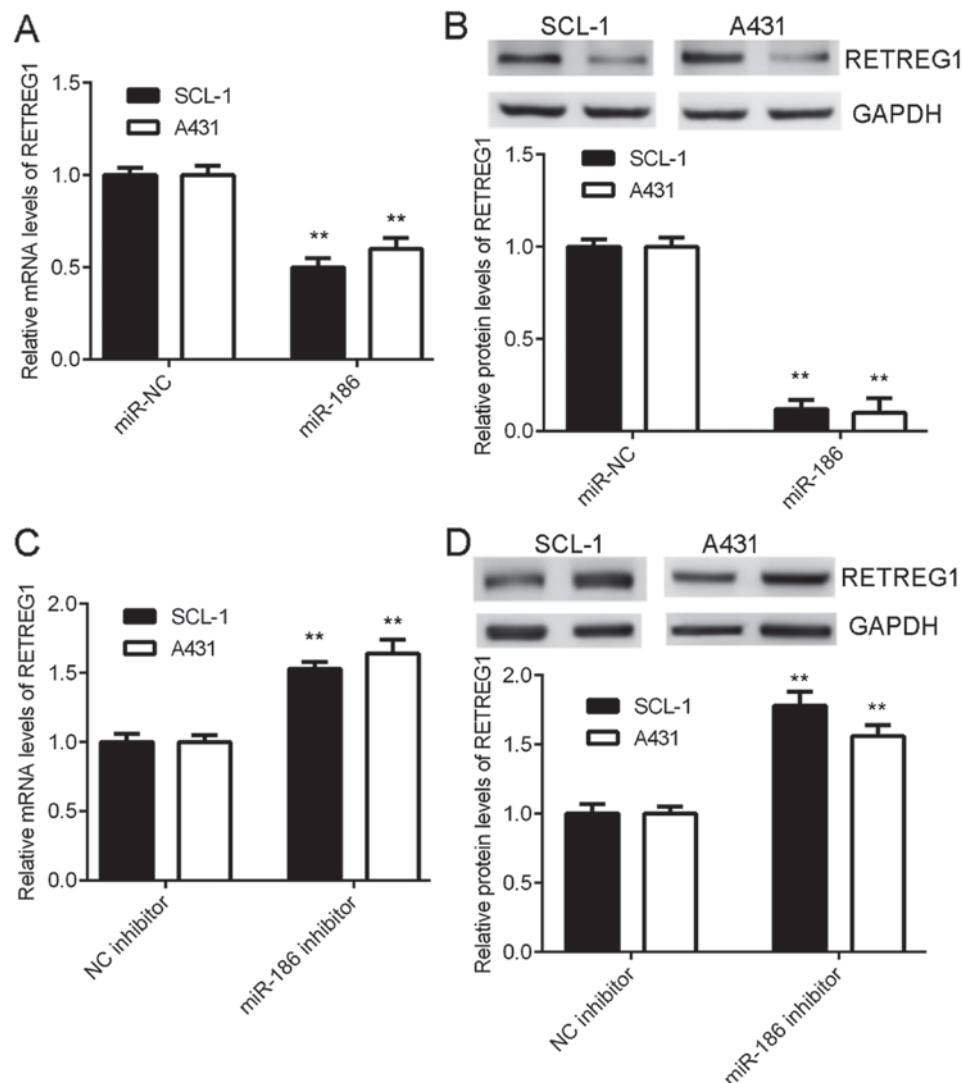 A
Relative mRNA levels of RETREG1
1.5
1.0
0.5
0.0
SCL-1
A431
**
**
miR-NC
miR-186
B
SCL-1
A431
RETREG1
GAPDH
Relative protein levels of RETREG1
1.5
1.0
0.5
0.0
SCL-1
A431
**
**
miR-NC
miR-186
C
Relative mRNA levels of RETREG1
2.0
1.5
1.0
0.5
0.0
SCL-1
A431
**
**
NC inhibitor
miR-186 inhibitor
D
SCL-1
A431
RETREG1
GAPDH
Relative protein levels of RETREG1
2.0
1.5
1.0
0.5
0.0
SCL-1
A431
**
**
NC inhibitor
miR-186 inhibitor